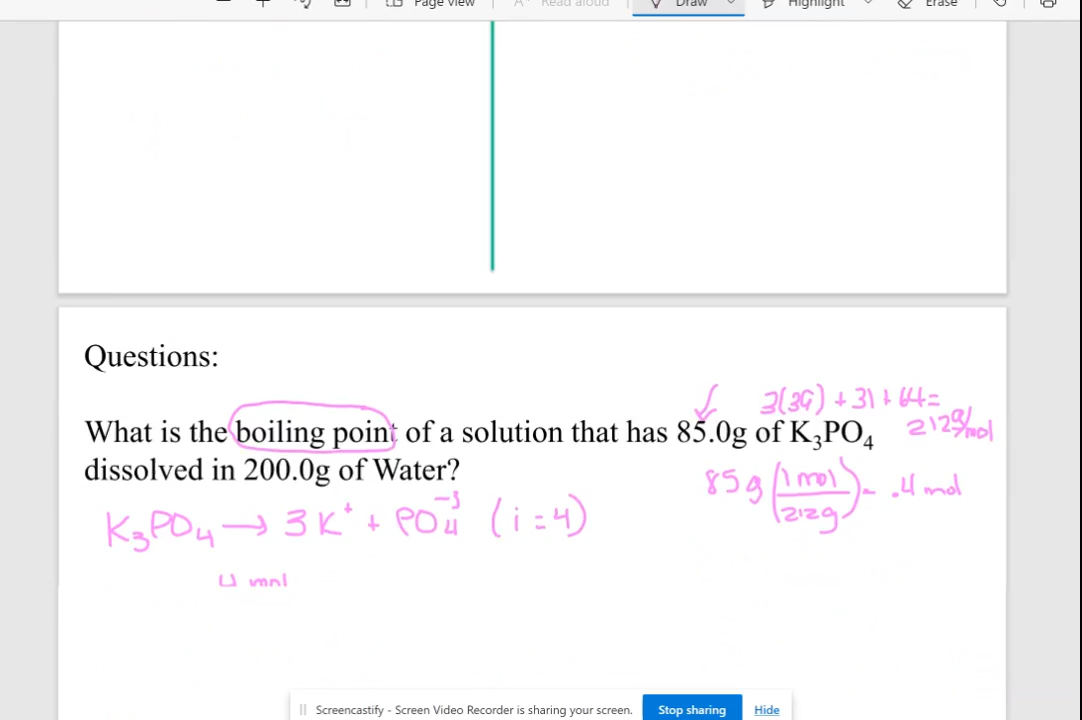 Page view
Read aloud
Draw
Highlight
Erase
Questions:
3(39) + 31 + 64 =
What is the boiling point of a solution that has 85.0g of K₃PO₄
212g/mol
dissolved in 200.0g of Water?
85g (1 mol/212g) = .4 mol
K₃PO₄ → 3K⁺ + PO₄⁻³ (i = 4)
.4 mol
Screencastify - Screen Video Recorder is sharing your screen.
Stop sharing
Hide